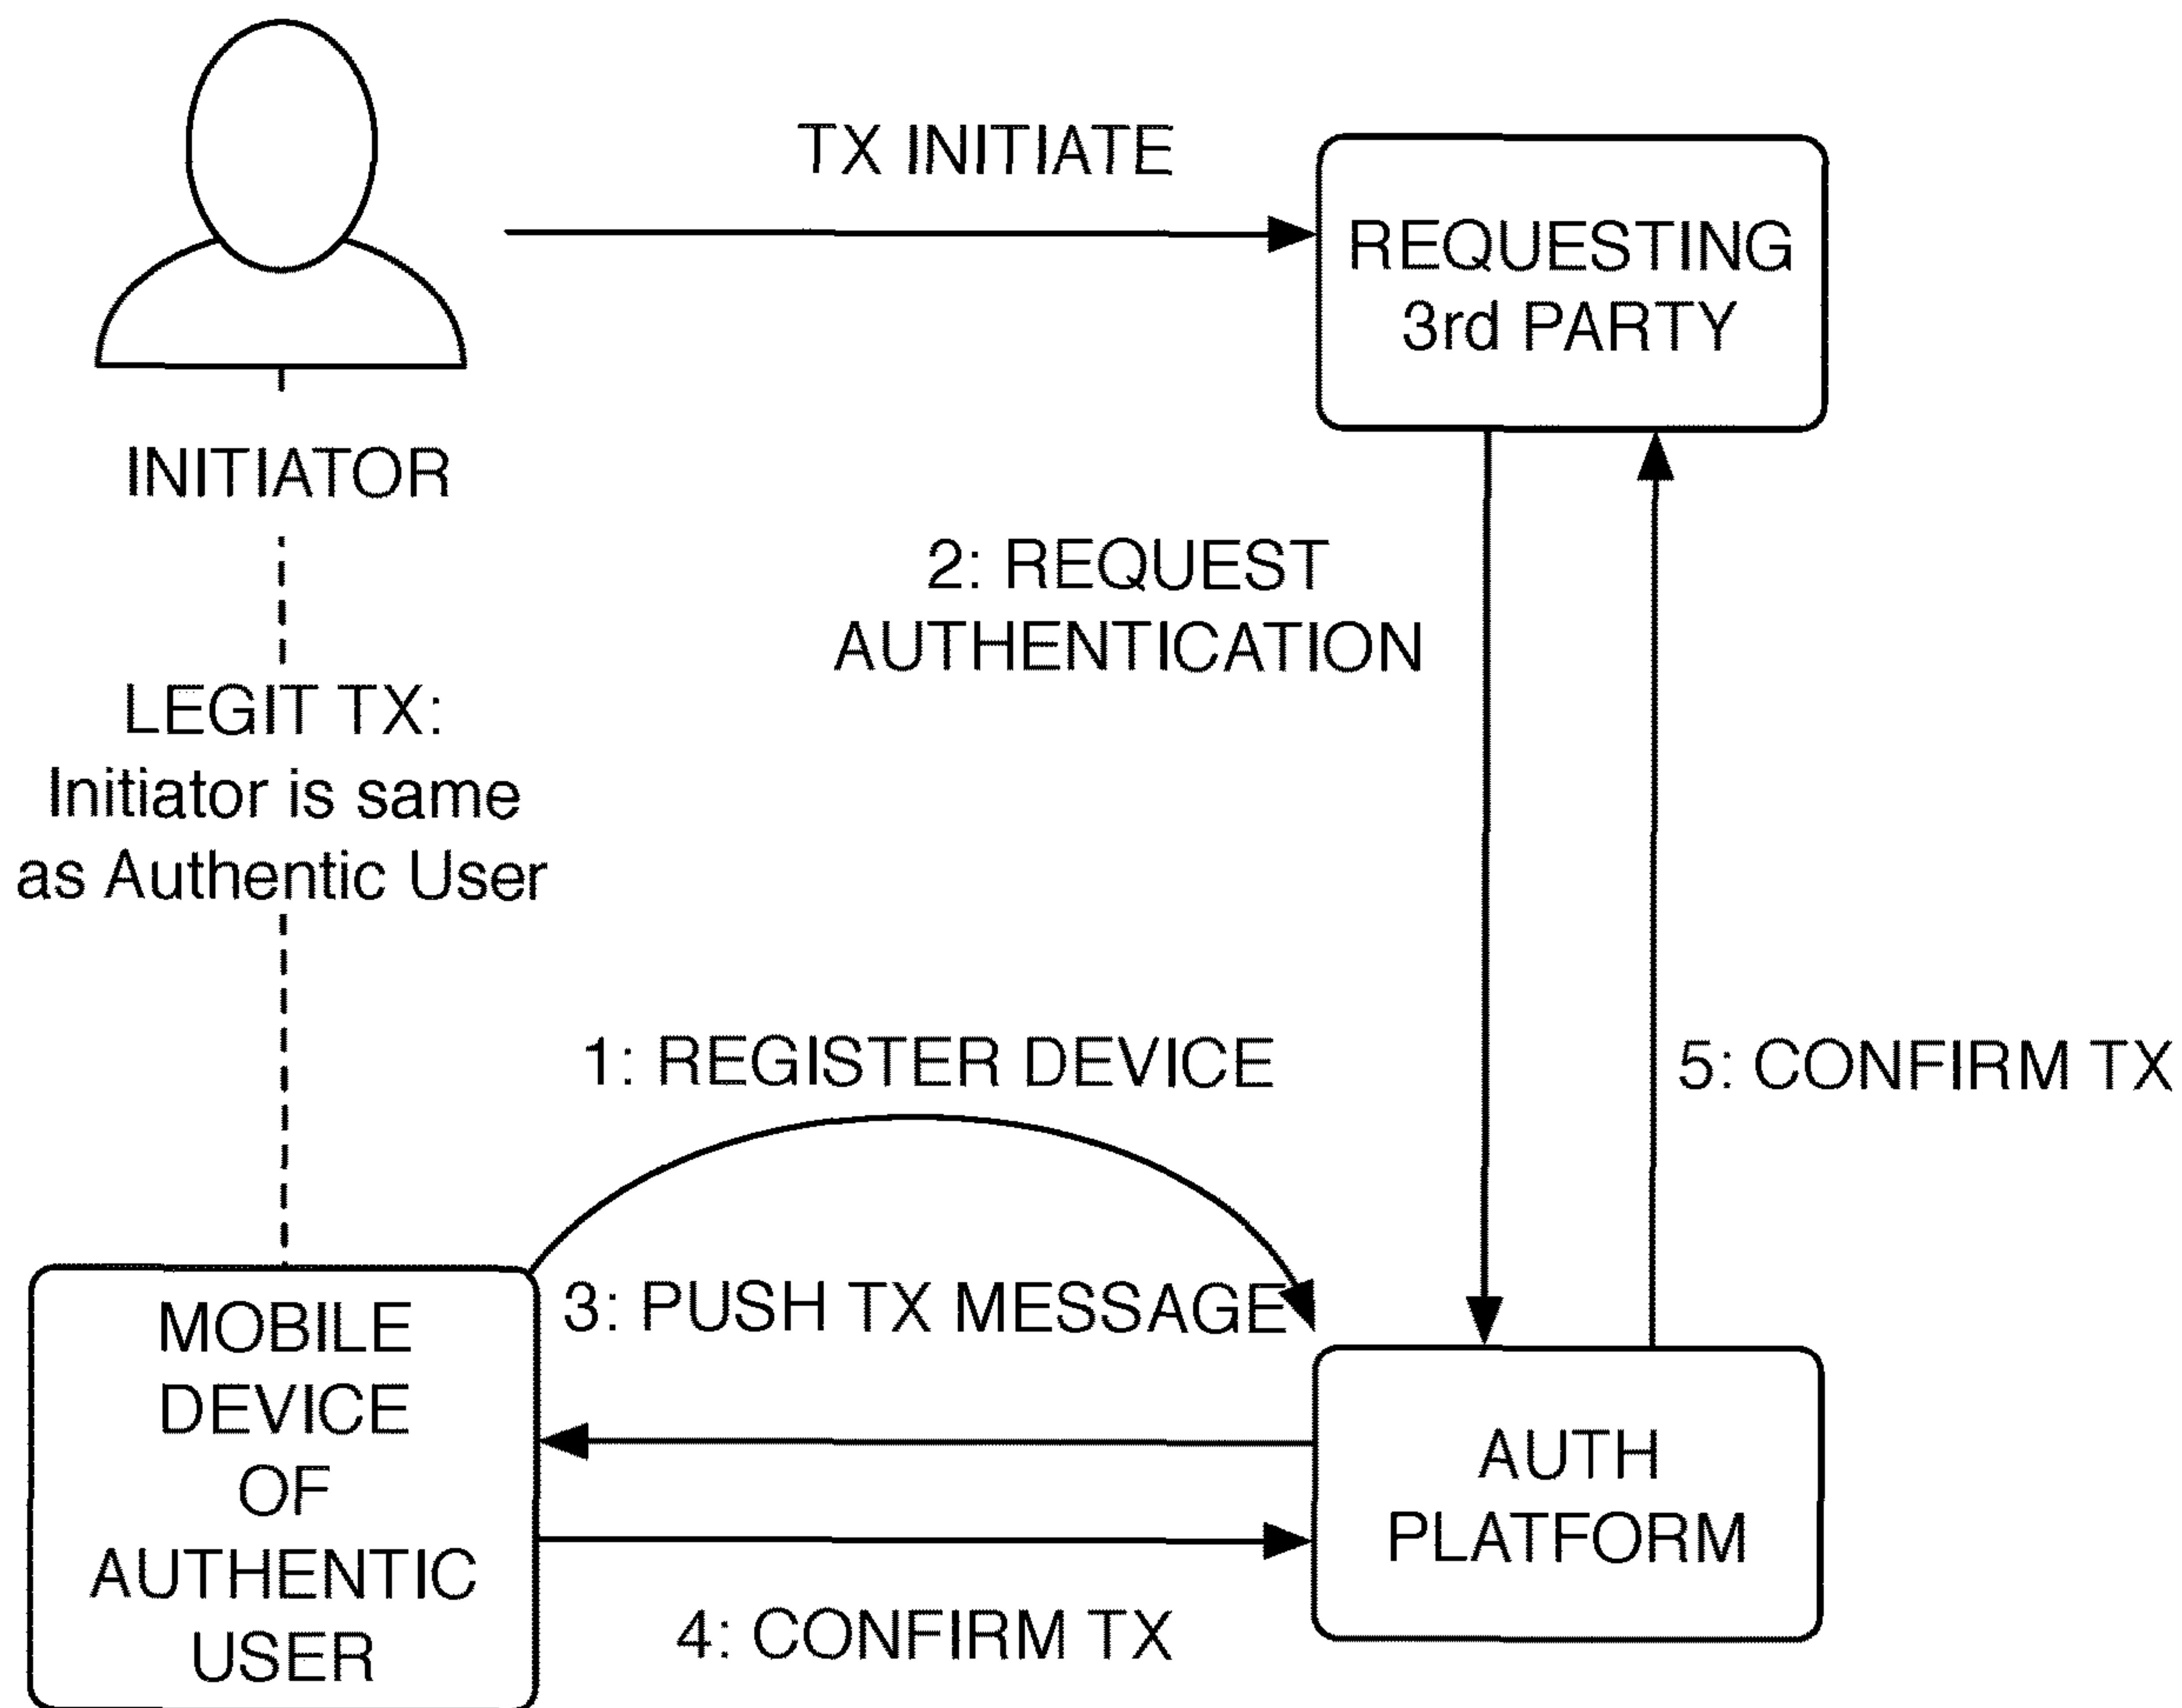 TX INITIATE
REQUESTING
3rd PARTY
INITIATOR
2: REQUEST
AUTHENTICATION
LEGIT TX:
Initiator is same
as Authentic User
1: REGISTER DEVICE
5: CONFIRM TX
3: PUSH TX MESSAGE
MOBILE
DEVICE
OF
AUTHENTIC
USER
AUTH
PLATFORM
4: CONFIRM TX